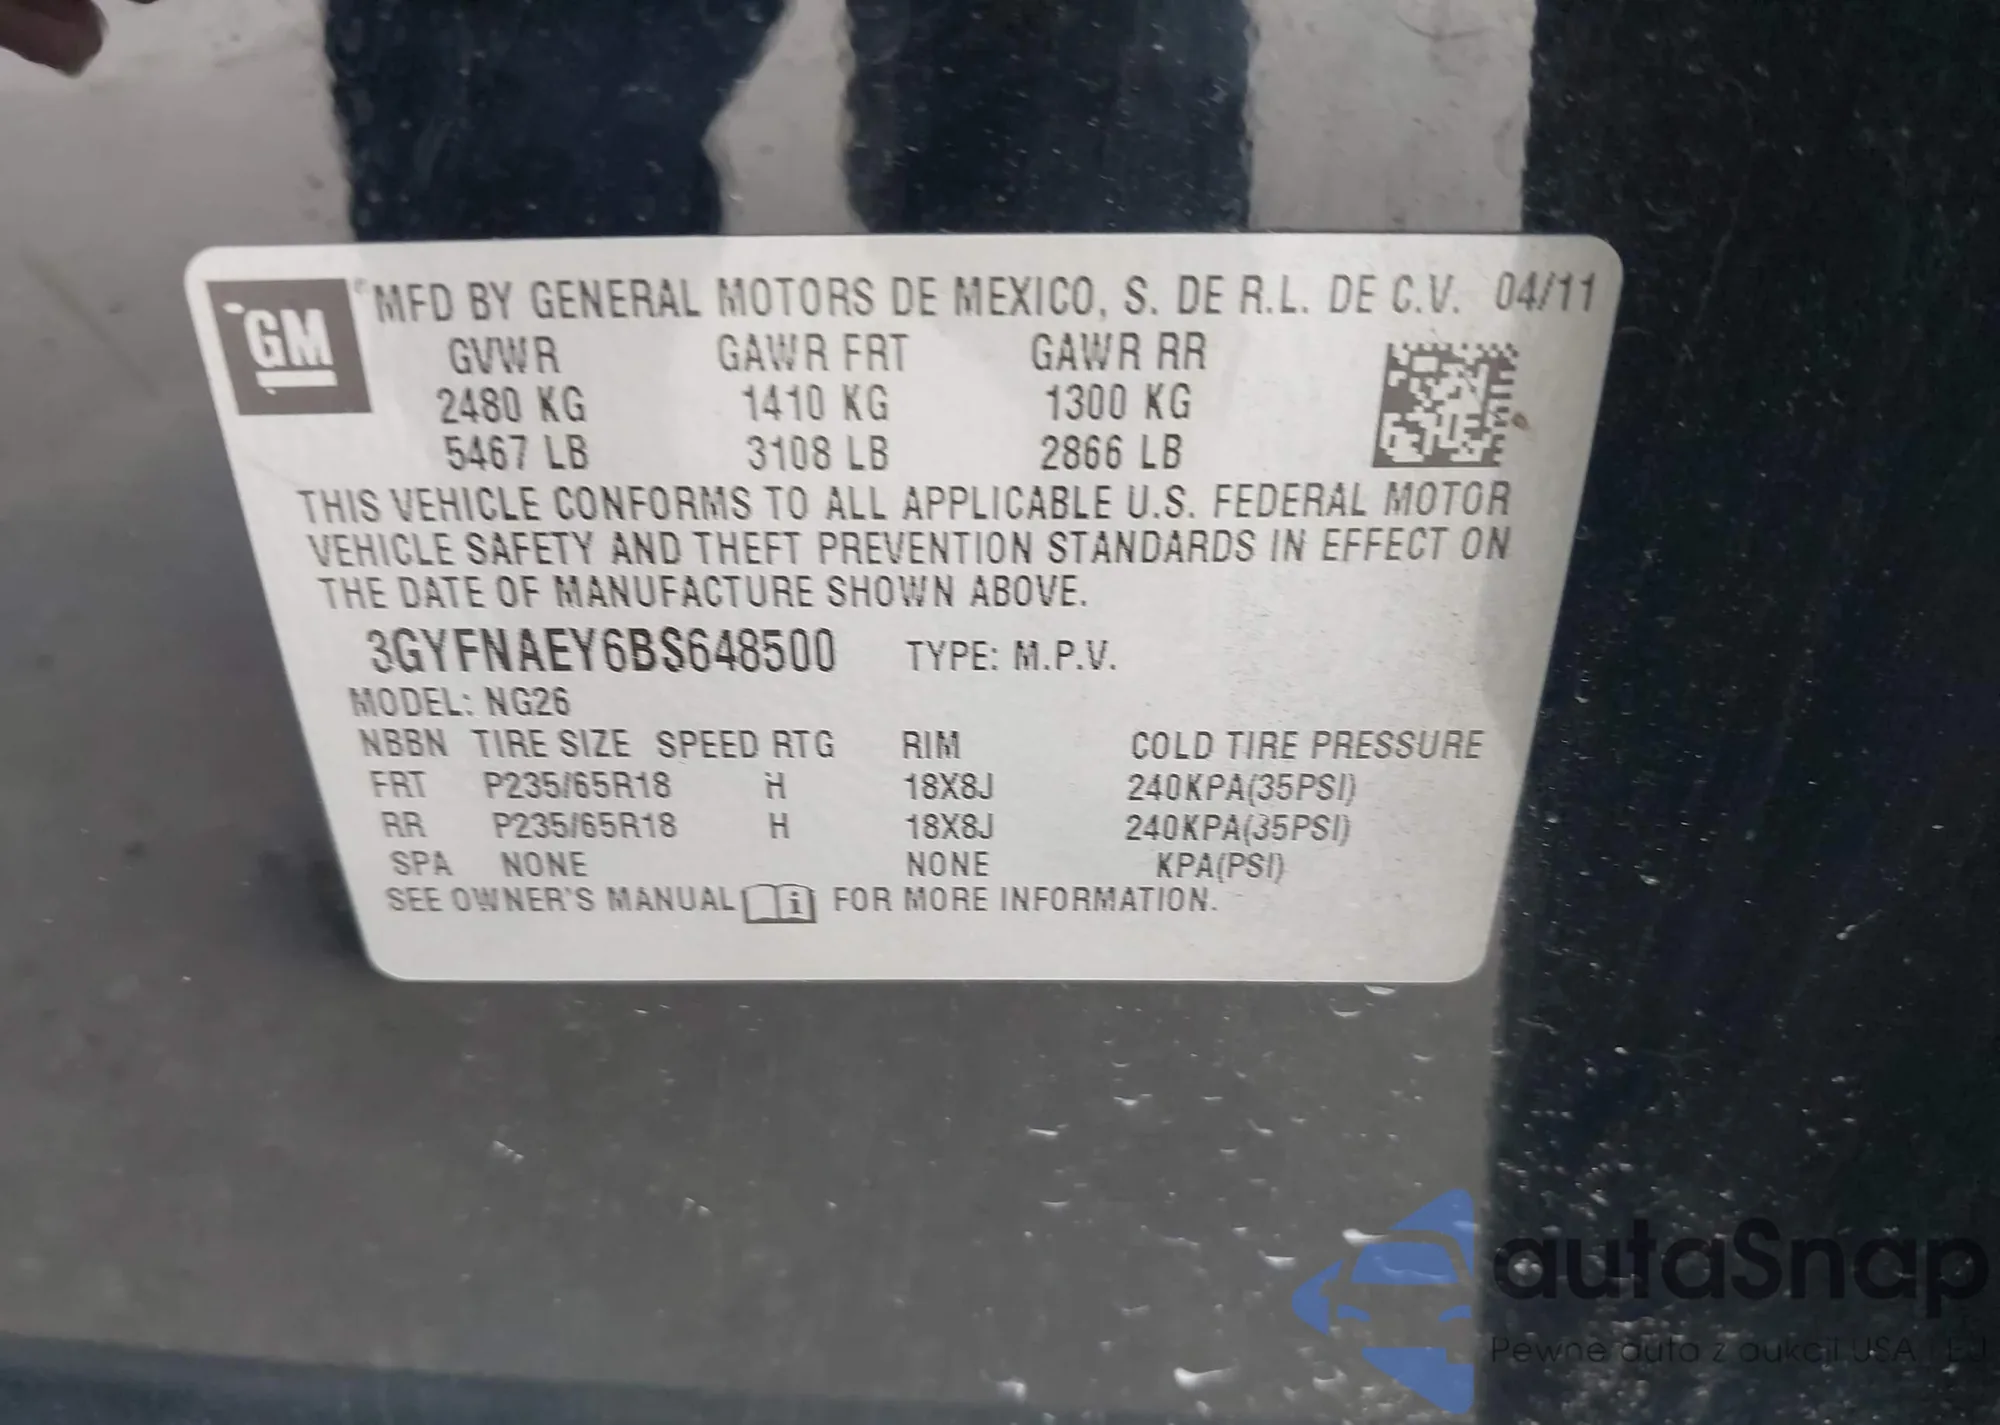 GM ® MFD BY GENERAL MOTORS DE MEXICO, S. DE R.L. DE C.V. 04/11
GVWR GAWR FRT GAWR RR
2480 KG 1410 KG 1300 KG
5467 LB 3108 LB 2866 LB
THIS VEHICLE CONFORMS TO ALL APPLICABLE U.S. FEDERAL MOTOR
VEHICLE SAFETY AND THEFT PREVENTION STANDARDS IN EFFECT ON
THE DATE OF MANUFACTURE SHOWN ABOVE.
3GYFNAEY6BS648500 TYPE: M.P.V.
MODEL: NG26
NBBN TIRE SIZE SPEED RTG RIM COLD TIRE PRESSURE
FRT P235/65R18 H 18X8J 240KPA(35PSI)
RR P235/65R18 H 18X8J 240KPA(35PSI)
SPA NONE NONE KPA(PSI)
SEE OWNER'S MANUAL i FOR MORE INFORMATION.
autaSnap
Pewne auta z aukcji USA